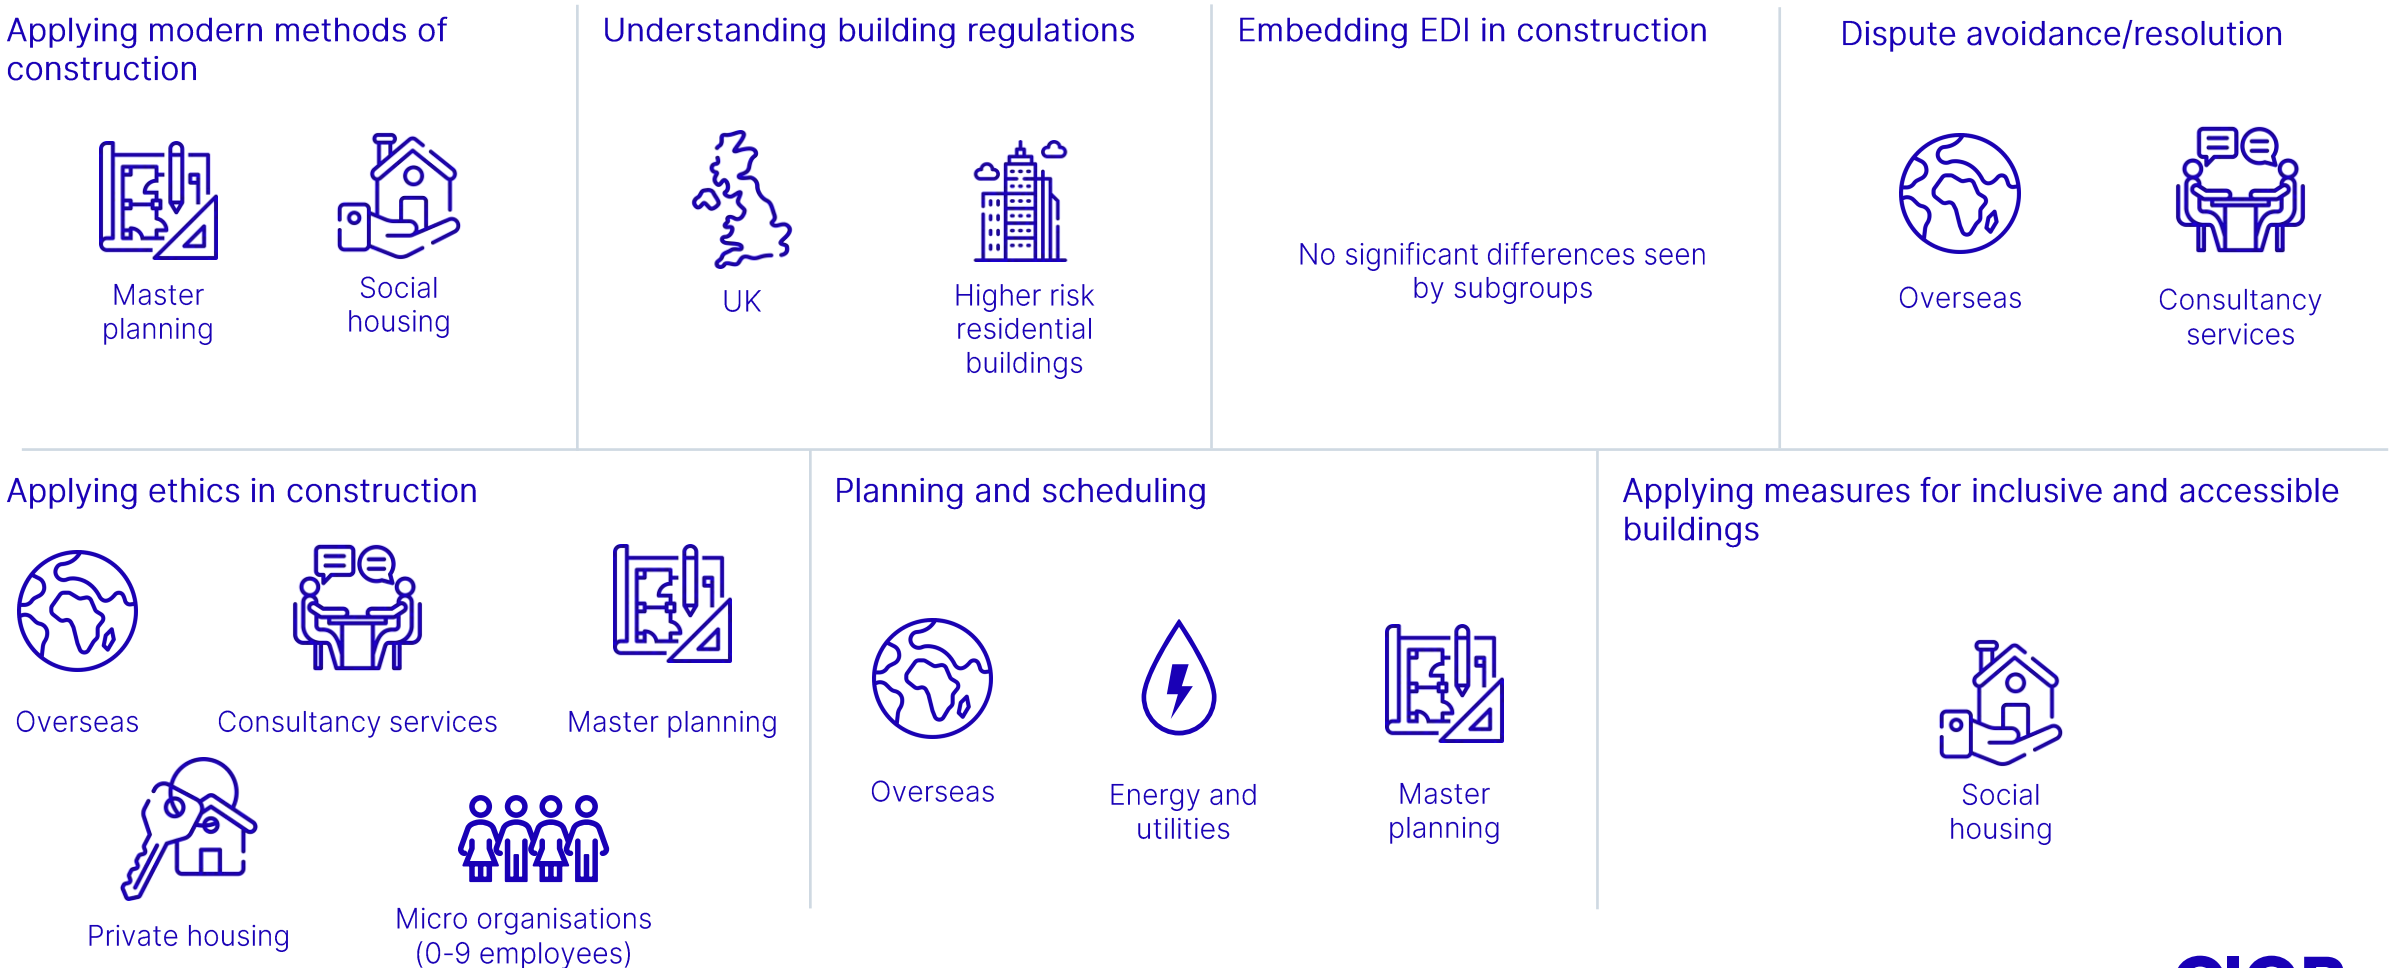 Applying modern methods of
construction
Master
planning
Social
housing
Understanding building regulations
UK
Higher risk
residential
buildings
Embedding EDI in construction
No significant differences seen
by subgroups
Dispute avoidance/resolution
Overseas
Consultancy
services
Applying ethics in construction
Overseas
Consultancy services
Master planning
Private housing
Micro organisations
(0-9 employees)
Planning and scheduling
Overseas
Energy and
utilities
Master
planning
Applying measures for inclusive and accessible
buildings
Social
housing